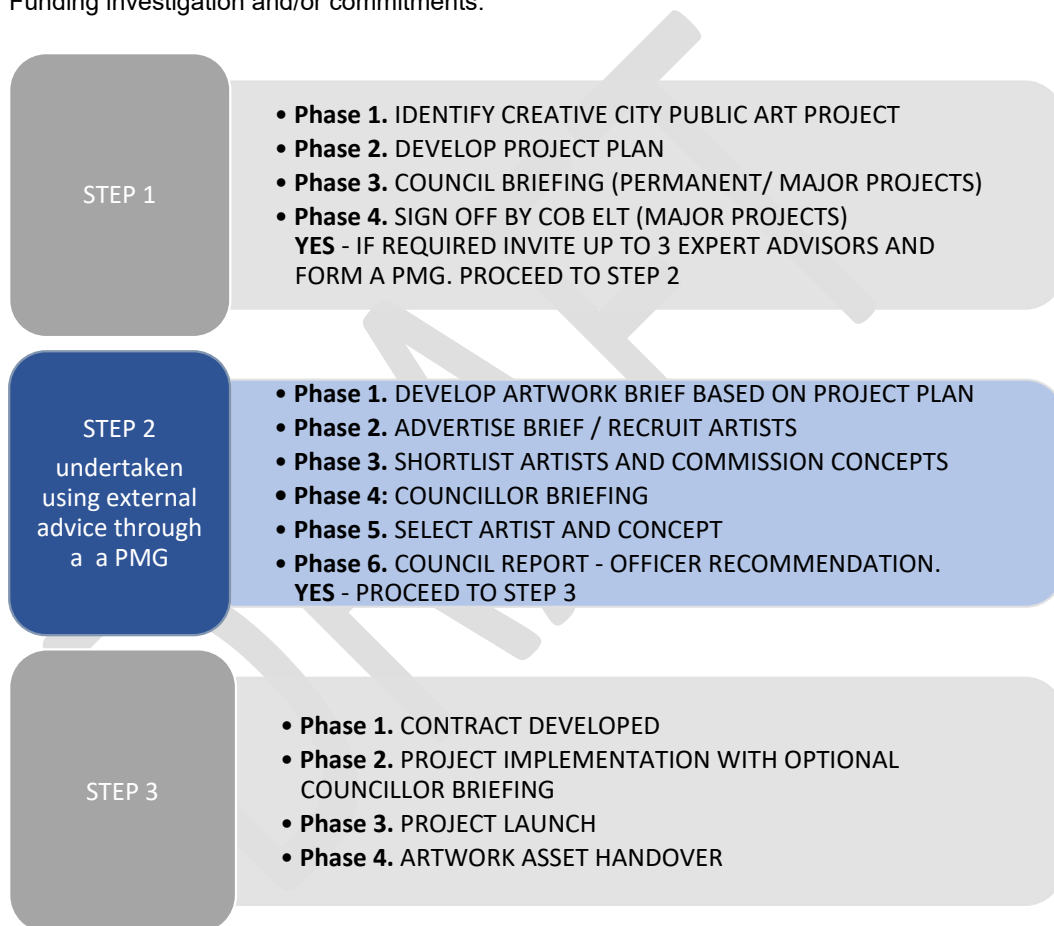 Funding investigation and/or commitments.
STEP 1
• Phase 1. IDENTIFY CREATIVE CITY PUBLIC ART PROJECT
• Phase 2. DEVELOP PROJECT PLAN
• Phase 3. COUNCIL BRIEFING (PERMANENT/ MAJOR PROJECTS)
• Phase 4. SIGN OFF BY COB ELT (MAJOR PROJECTS)
YES - IF REQUIRED INVITE UP TO 3 EXPERT ADVISORS AND
FORM A PMG. PROCEED TO STEP 2
STEP 2
undertaken
using external
advice through
a a PMG
• Phase 1. DEVELOP ARTWORK BRIEF BASED ON PROJECT PLAN
• Phase 2. ADVERTISE BRIEF / RECRUIT ARTISTS
• Phase 3. SHORTLIST ARTISTS AND COMMISSION CONCEPTS
• Phase 4: COUNCILLOR BRIEFING
• Phase 5. SELECT ARTIST AND CONCEPT
• Phase 6. COUNCIL REPORT - OFFICER RECOMMENDATION.
YES - PROCEED TO STEP 3
STEP 3
• Phase 1. CONTRACT DEVELOPED
• Phase 2. PROJECT IMPLEMENTATION WITH OPTIONAL
COUNCILLOR BRIEFING
• Phase 3. PROJECT LAUNCH
• Phase 4. ARTWORK ASSET HANDOVER
DRAFT